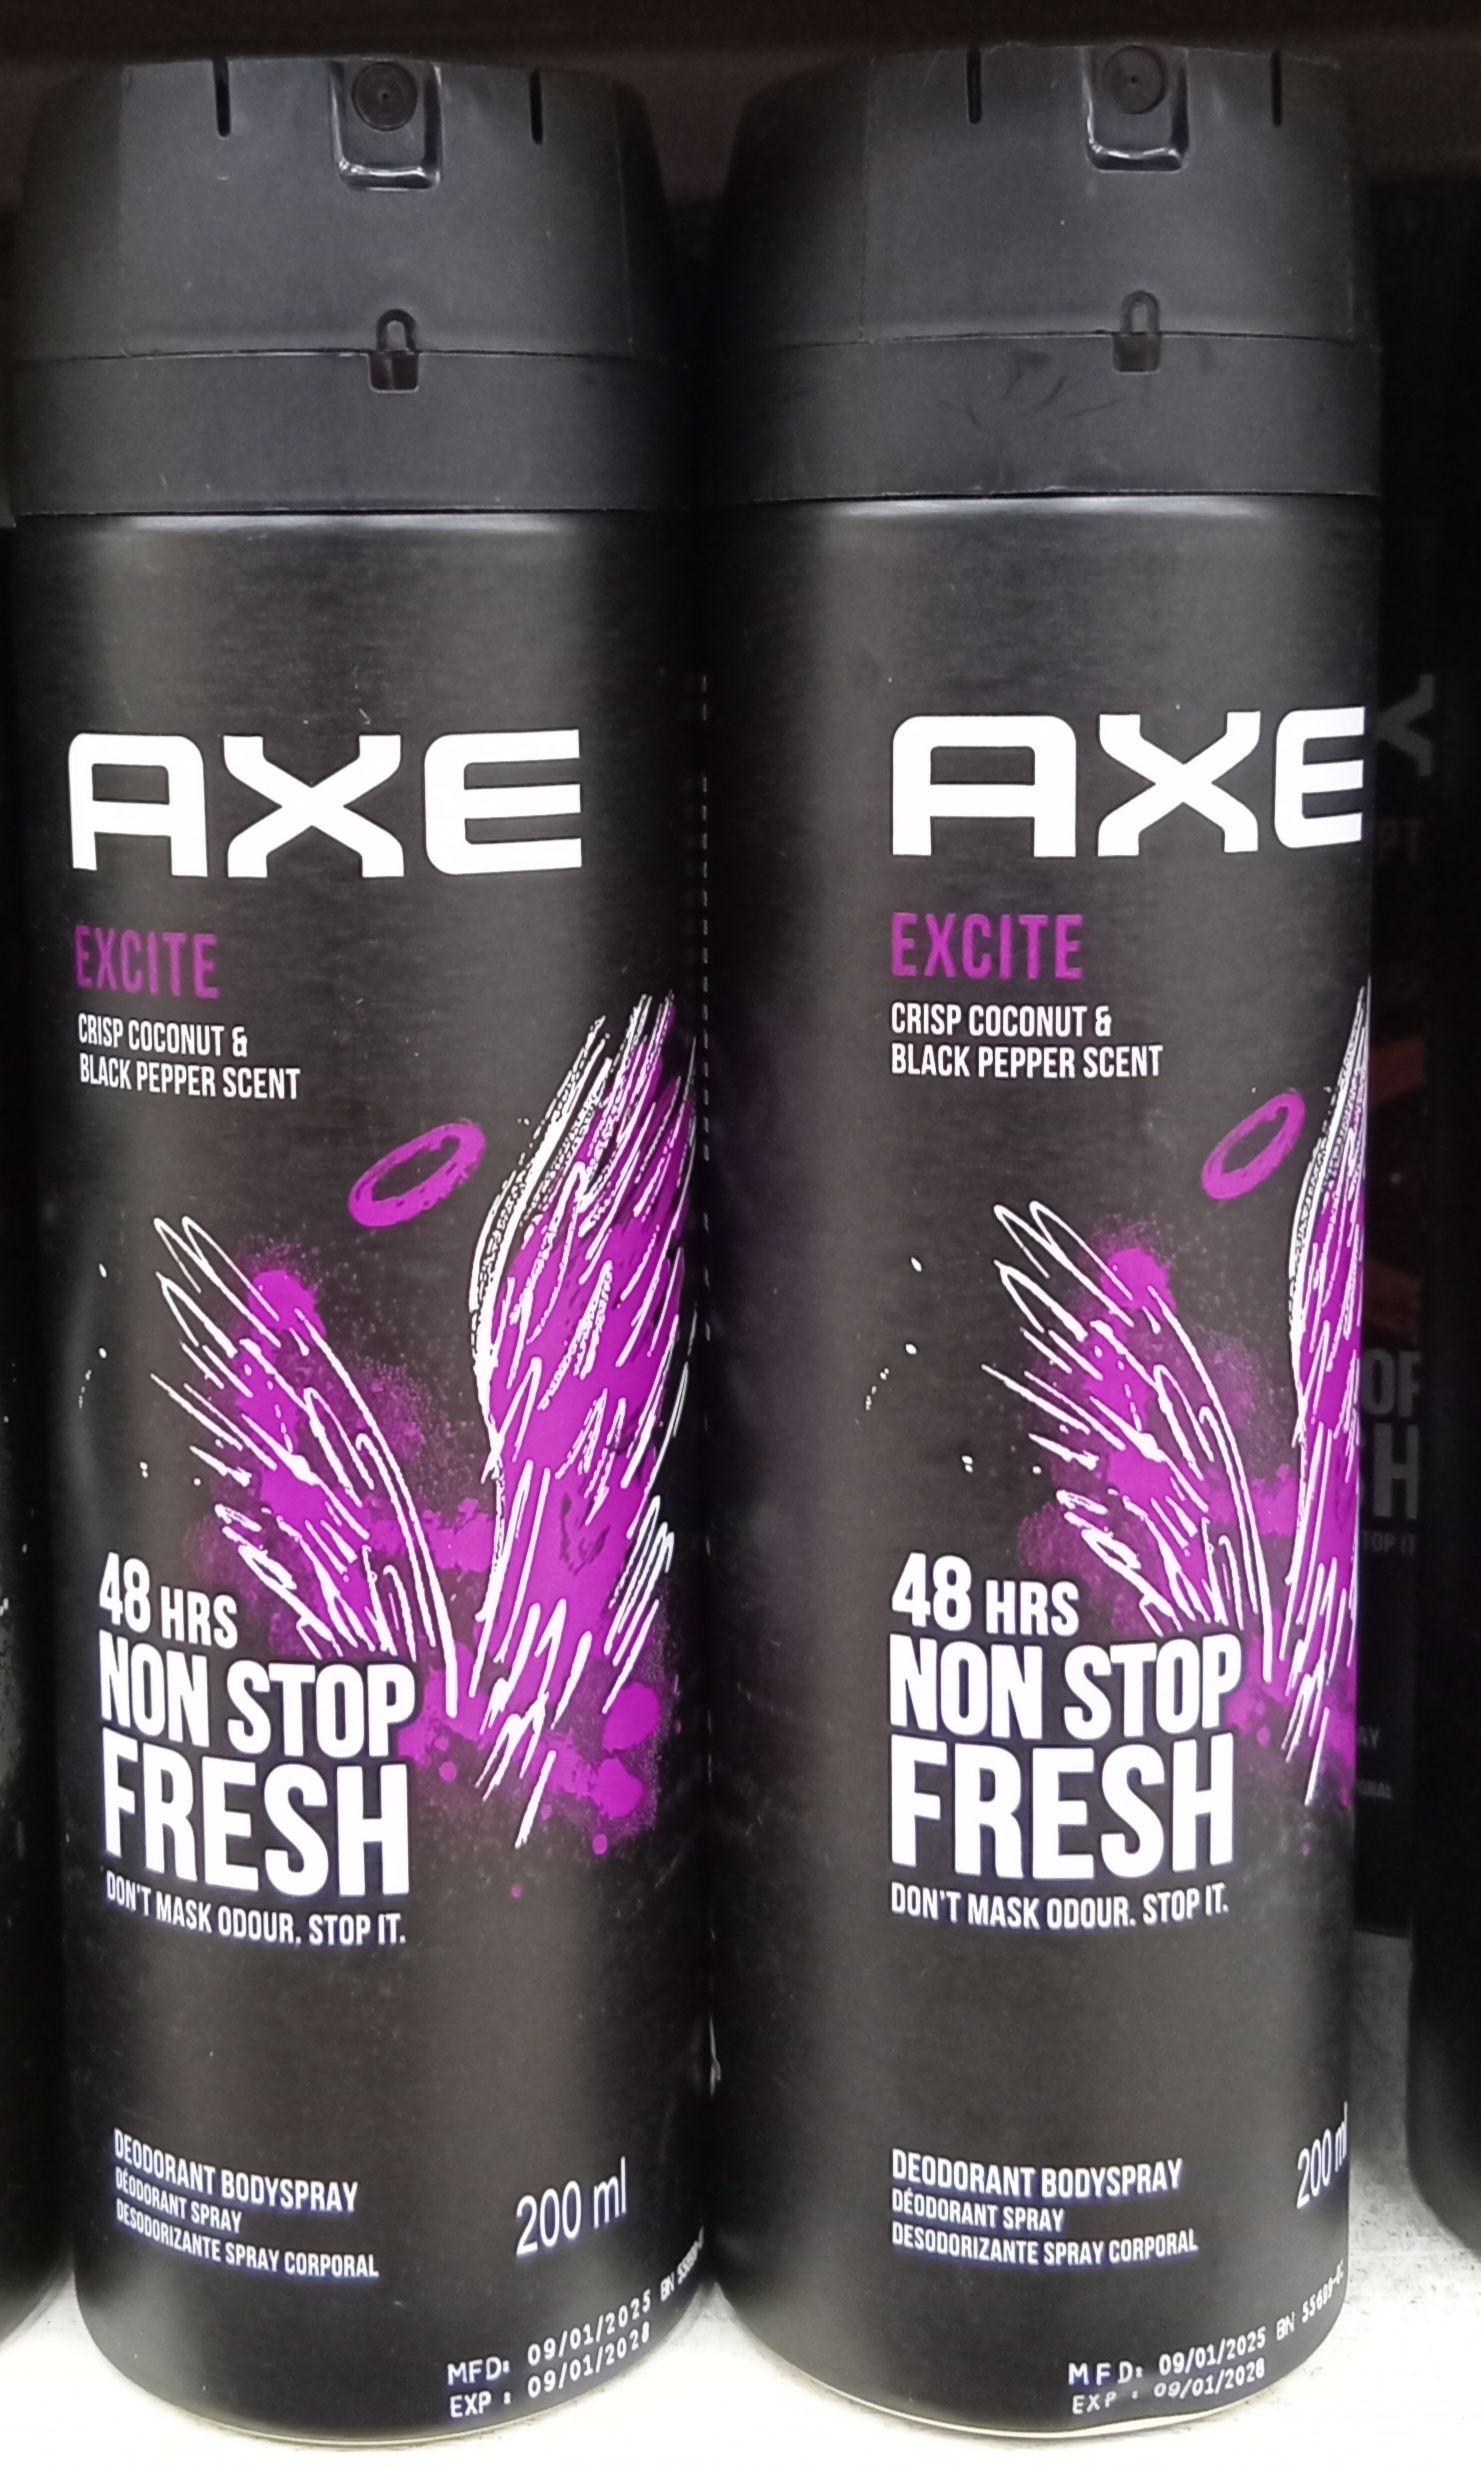 AXE
EXCITE
CRISP COCONUT &
BLACK PEPPER SCENT
48 HRS
NON STOP
FRESH
DON'T MASK ODOUR. STOP IT.
DEODORANT BODYSPRAY
DÉODORANT SPRAY
DESODORIZANTE SPRAY CORPORAL
200 ml
MFD: 09/01/2025 BN
EXP : 09/01/2028
AXE
EXCITE
CRISP COCONUT &
BLACK PEPPER SCENT
48 HRS
NON STOP
FRESH
DON'T MASK ODOUR. STOP IT.
DEODORANT BODYSPRAY
DÉODORANT SPRAY
DESODORIZANTE SPRAY CORPORAL
200 ml
MFD: 09/01/2025 BN
EXP : 09/01/2028